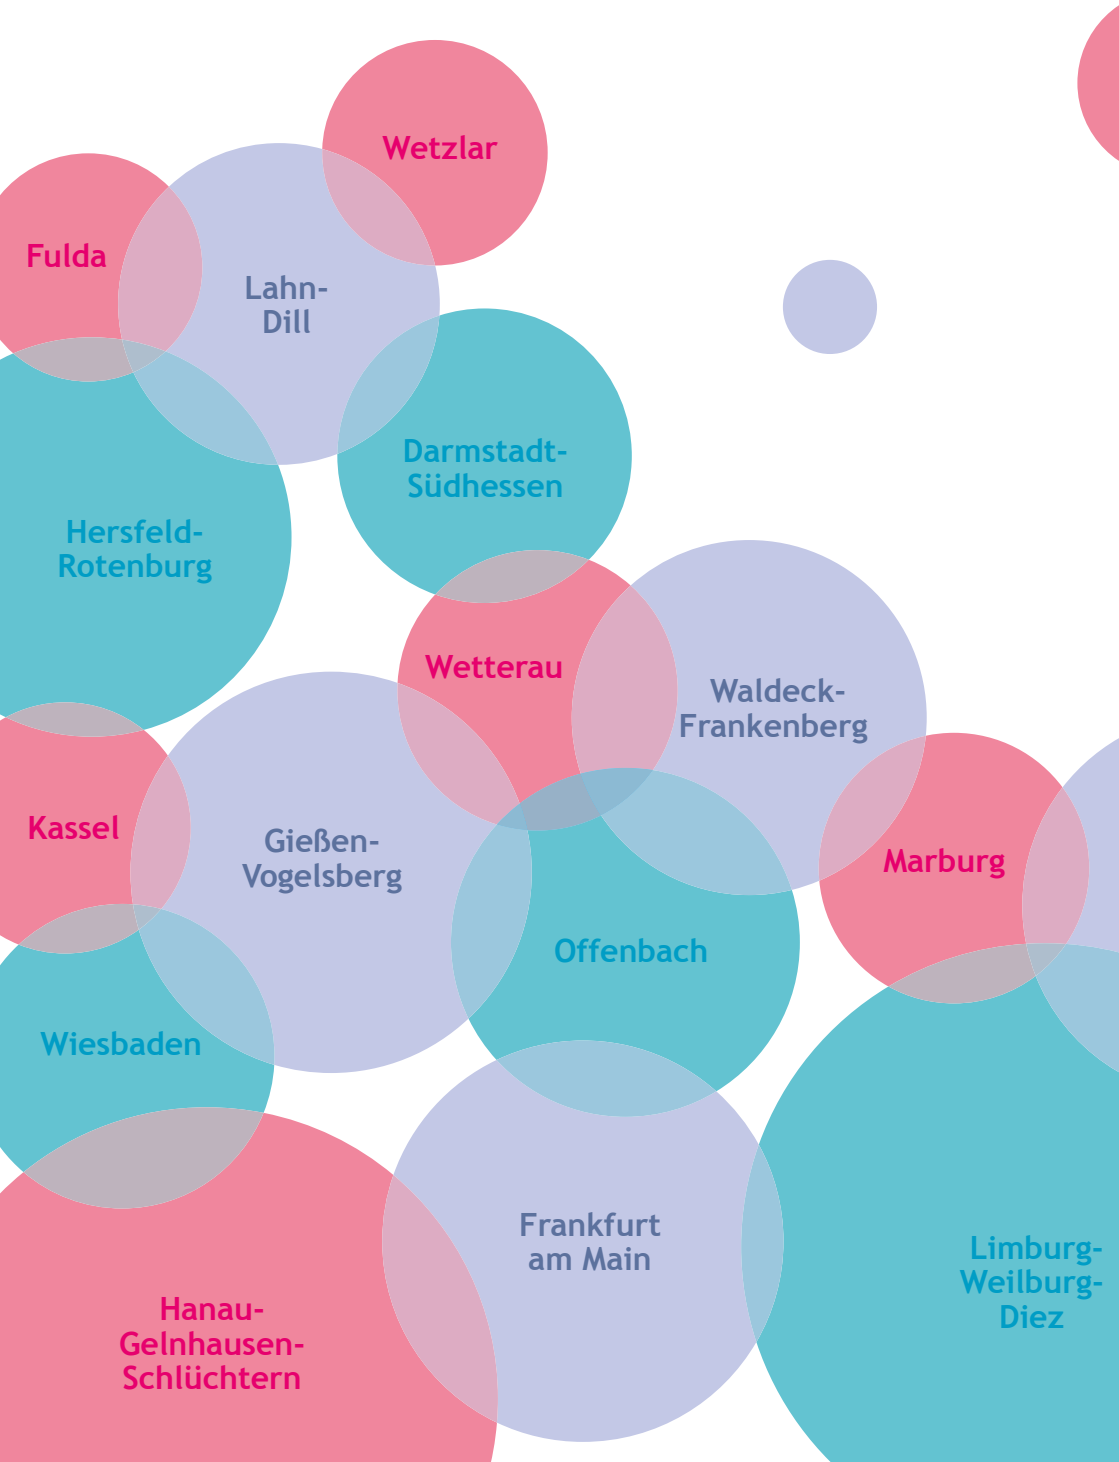 Wetzlar
Fulda
Lahn-
Dill
Darmstadt-
Südhessen
Hersfeld-
Rotenburg
Wetterau
Waldeck-
Frankenberg
Kassel
Gießen-
Vogelsberg
Marburg
Offenbach
Wiesbaden
Frankfurt
am Main
Limburg-
Weilburg-
Diez
Hanau-
Gelnhausen-
Schlüchtern